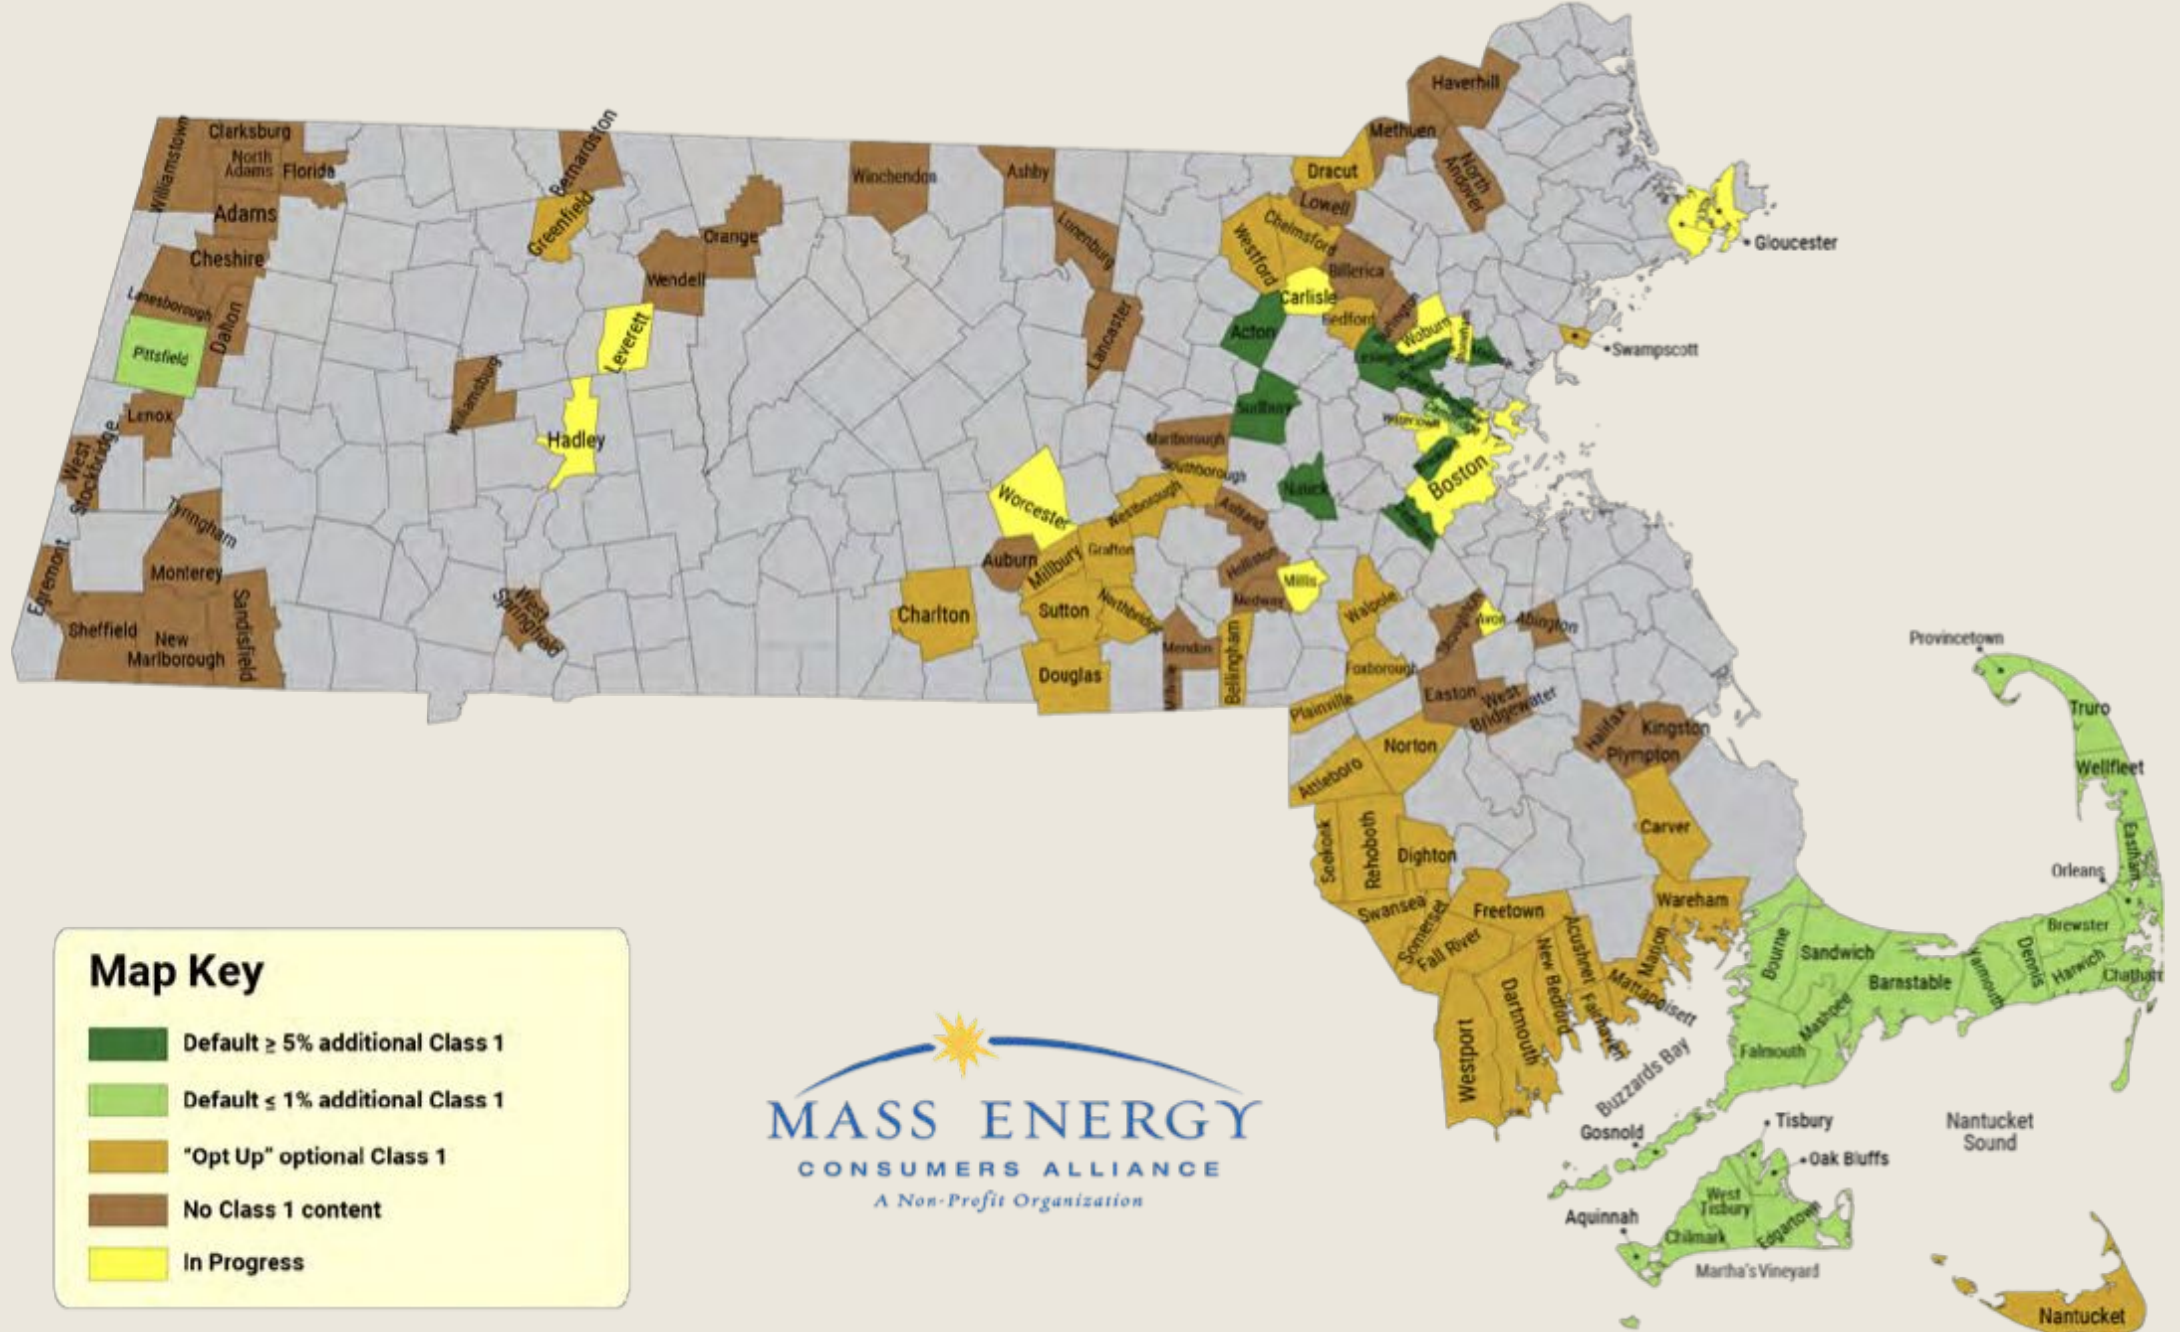 Haverhill
Methuen
North
Andover
Dracut
Lowell
Chelmsford
Westford
Billerica
Carlisle
Bedford
Woburn
Acton
Sudbury
Gloucester
Swampscott
Boston
Williamstown
Clarksburg
North
Adams
Florida
Adams
Cheshire
Lanesborough
Dalton
Pittsfield
Lenox
West
Stockbridge
Tyringham
Egremont
Monterey
Sheffield
New
Marlborough
Sandisfield
Bernardston
Greenfield
Orange
Wendell
Leverett
Williamsburg
Hadley
West
Springfield
Winchendon
Ashby
Lunenburg
Lancaster
Marlborough
Southborough
Westborough
Worcester
Auburn
Millbury
Grafton
Charlton
Sutton
Northbridge
Douglas
Ashland
Holliston
Medway
Millis
Mendon
Bellingham
Walpole
Foxborough
Plainville
Stoughton
Avon
Abington
Easton
West
Bridgewater
Halifax
Kingston
Plympton
Norton
Attleboro
Seekonk
Rehoboth
Dighton
Carver
Wareham
Swansea
Somerset
Freetown
Fall River
Acushnet
New Bedford
Fairhaven
Marion
Mattapoisett
Dartmouth
Westport
Buzzards Bay
Provincetown
Truro
Wellfleet
Eastham
Orleans
Brewster
Bourne
Sandwich
Barnstable
Yarmouth
Dennis
Harwich
Chatham
Mashpee
Falmouth
Gosnold
Tisbury
Oak Bluffs
West
Tisbury
Edgartown
Aquinnah
Chilmark
Martha's Vineyard
Nantucket
Sound
Nantucket
Map Key
Default ≥ 5% additional Class 1
Default ≤ 1% additional Class 1
"Opt Up" optional Class 1
No Class 1 content
In Progress
MASS ENERGY
CONSUMERS ALLIANCE
A Non-Profit Organization